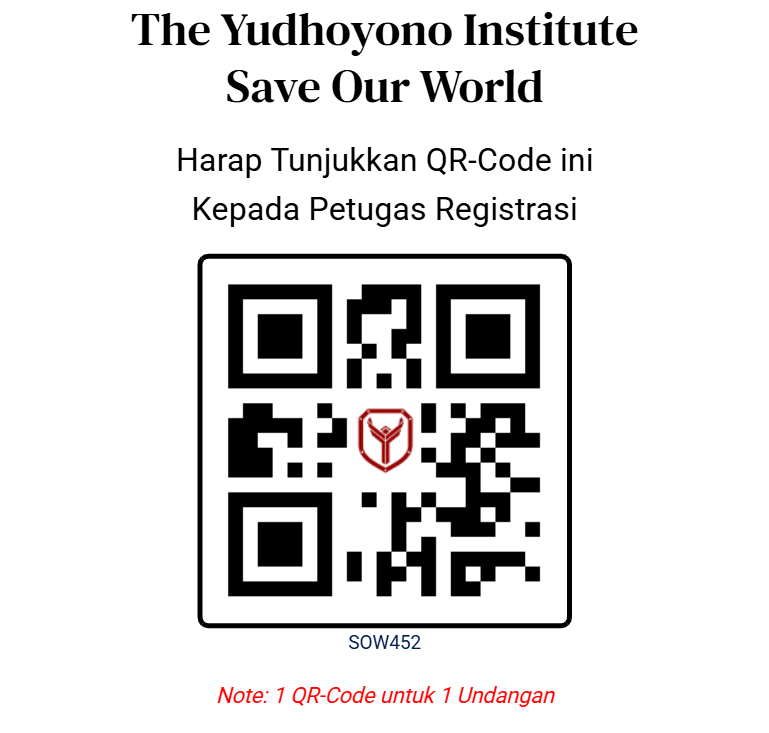 The Yudhoyono Institute
Save Our World
Harap Tunjukkan QR-Code ini
Kepada Petugas Registrasi
SOW452
Note: 1 QR-Code untuk 1 Undangan